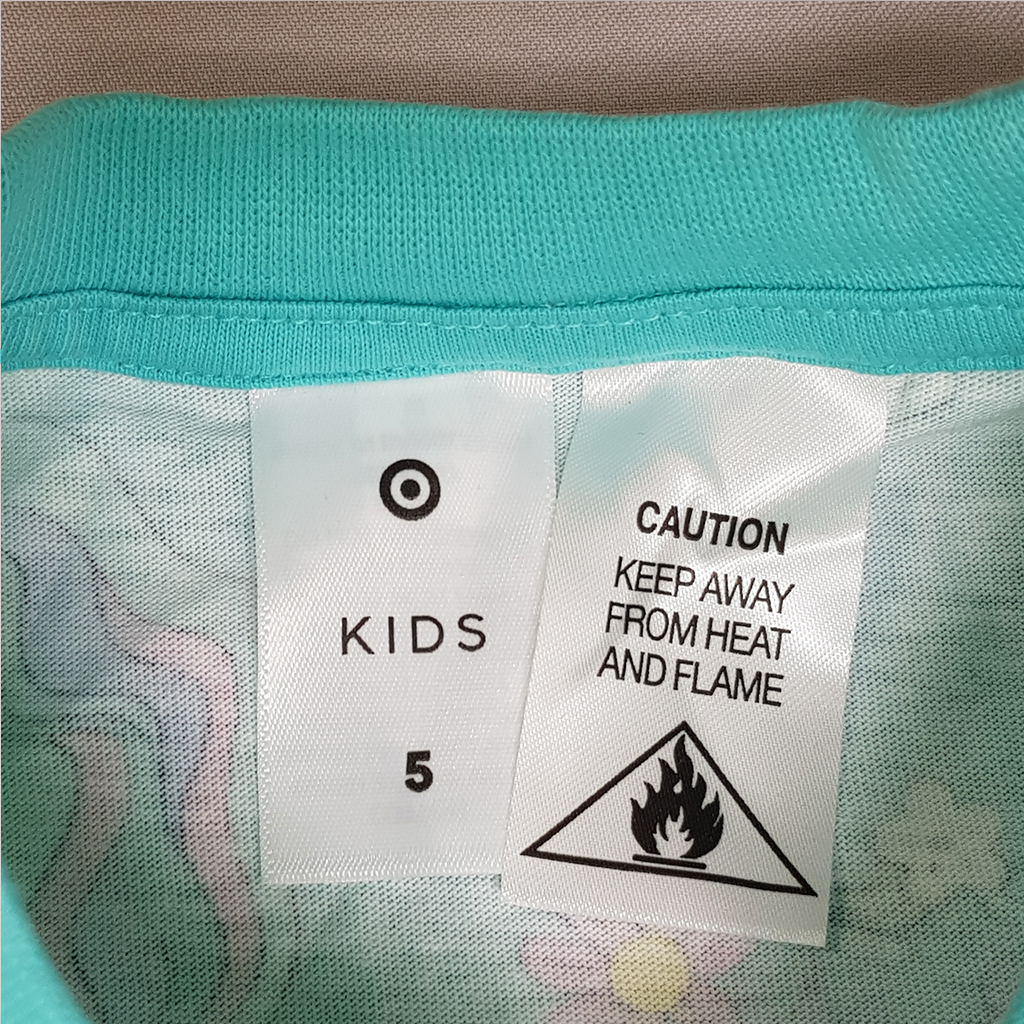 KIDS
5
CAUTION
KEEP AWAY
FROM HEAT
AND FLAME